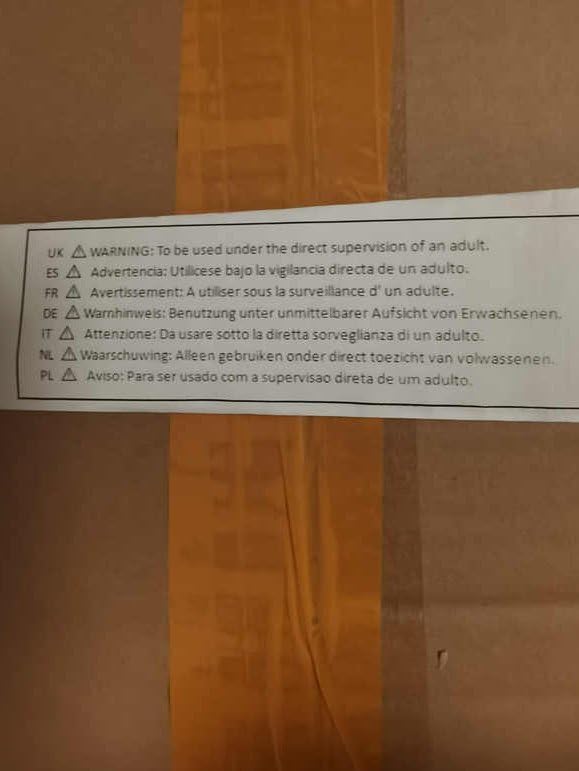 UK ⚠ WARNING: To be used under the direct supervision of an adult.
ES ⚠ Advertencia: Utilicese bajo la vigilancia directa de un adulto.
FR ⚠ Avertissement: A utiliser sous la surveillance d' un adulte.
DE ⚠ Warnhinweis: Benutzung unter unmittelbarer Aufsicht von Erwachsenen.
IT ⚠ Attenzione: Da usare sotto la diretta sorveglianza di un adulto.
NL ⚠ Waarschuwing: Alleen gebruiken onder direct toezicht van volwassenen.
PL ⚠ Aviso: Para ser usado com a supervisao direta de um adulto.